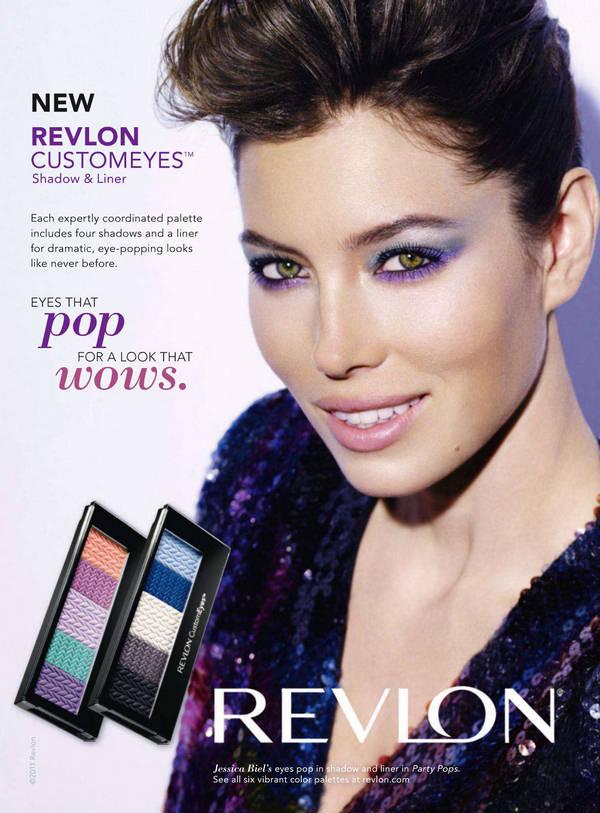 NEW
REVLON
CUSTOMEYES™
Shadow & Liner
Each expertly coordinated palette
includes four shadows and a liner
for dramatic, eye-popping looks
like never before.
EYES THAT
pop
FOR A LOOK THAT
wows.
REVLON CustomEyes™
REVLON®
Jessica Biel's eyes pop in shadow and liner in Party Pops.
See all six vibrant color palettes at revlon.com
©2011 Revlon